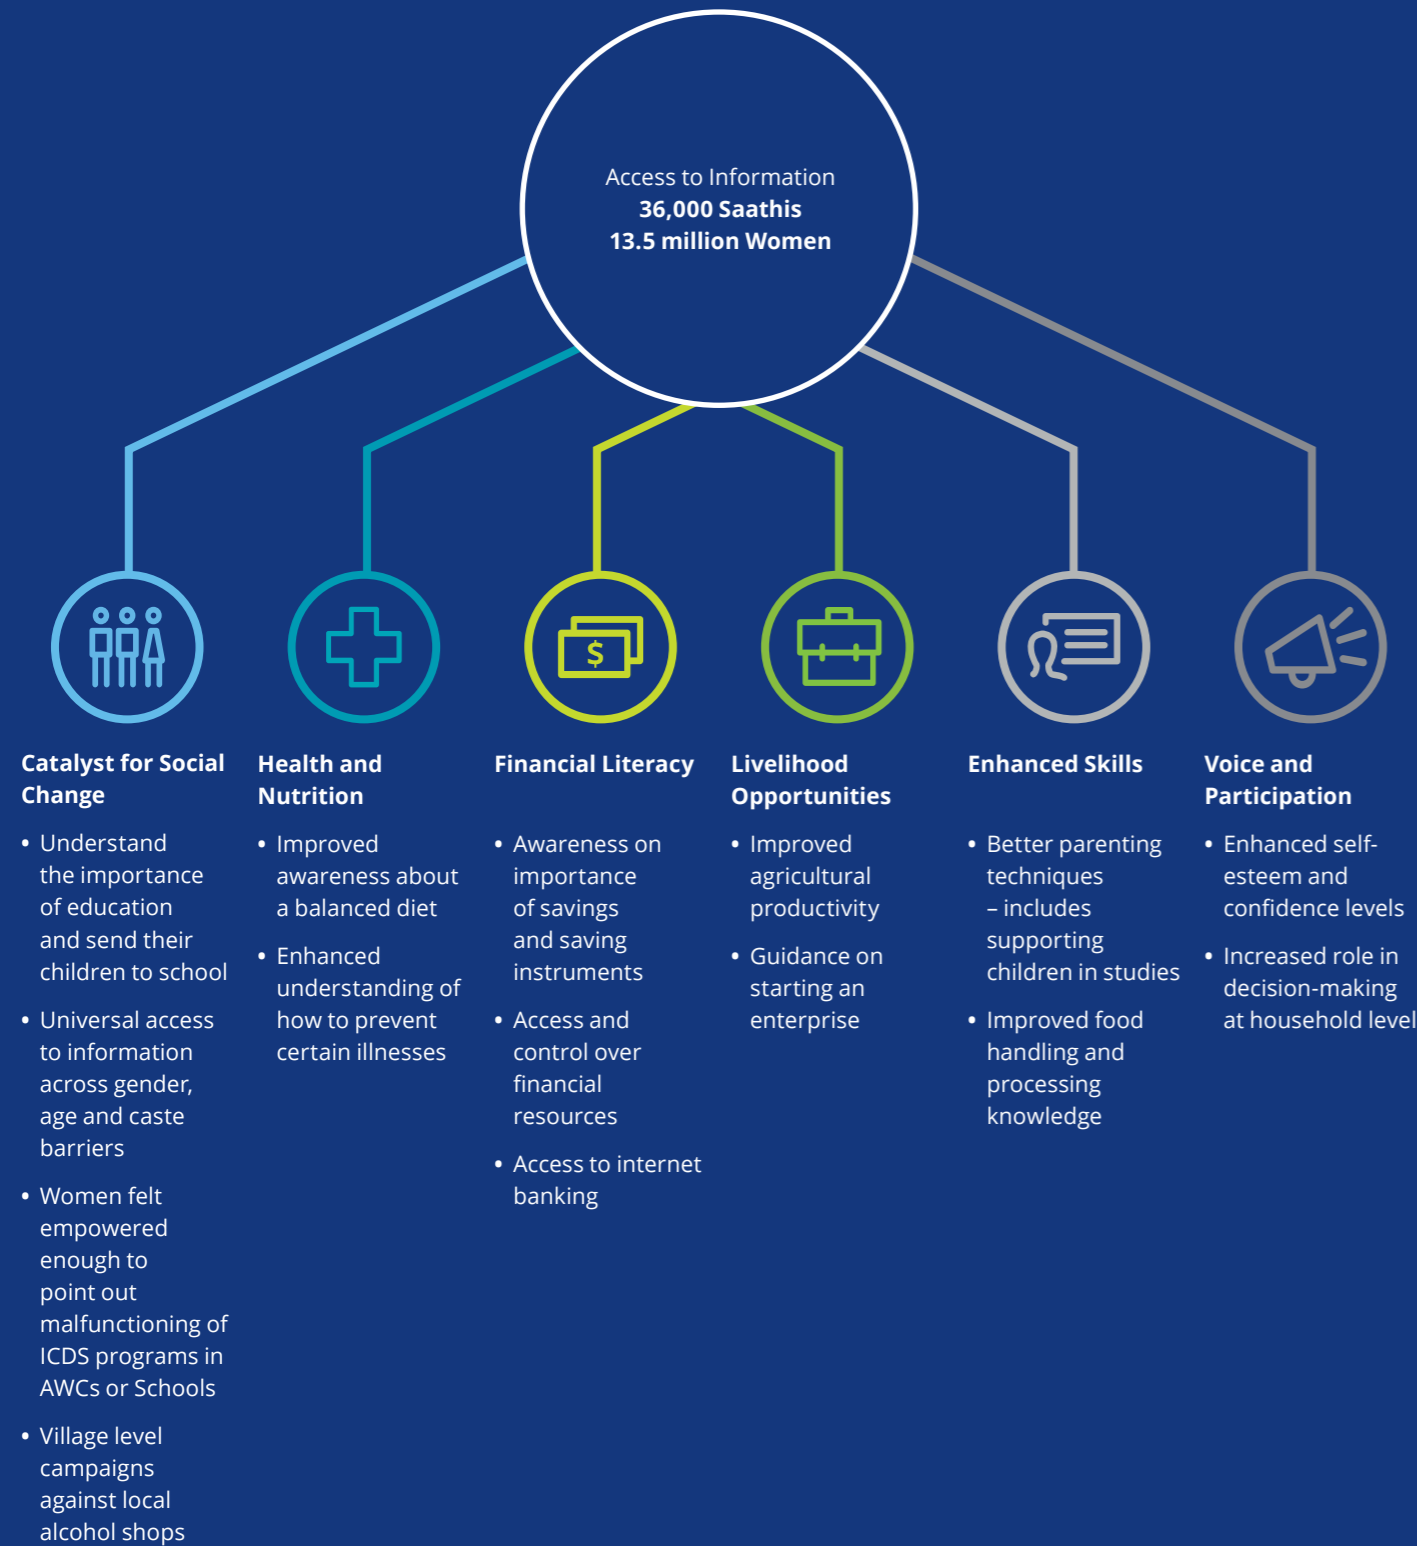 Access to Information
36,000 Saathis
13.5 million Women
$
Catalyst for Social
Change
• Understand
the importance
of education
and send their
children to school
• Universal access
to information
across gender,
age and caste
barriers
• Women felt
empowered
enough to
point out
malfunctioning of
ICDS programs in
AWCs or Schools
• Village level
campaigns
against local
alcohol shops
Health and
Nutrition
• Improved
awareness about
a balanced diet
• Enhanced
understanding of
how to prevent
certain illnesses
Financial Literacy
• Awareness on
importance
of savings
and saving
instruments
• Access and
control over
financial
resources
• Access to internet
banking
Livelihood
Opportunities
• Improved
agricultural
productivity
• Guidance on
starting an
enterprise
Enhanced Skills
• Better parenting
techniques
– includes
supporting
children in studies
• Improved food
handling and
processing
knowledge
Voice and
Participation
• Enhanced self-
esteem and
confidence levels
• Increased role in
decision-making
at household level